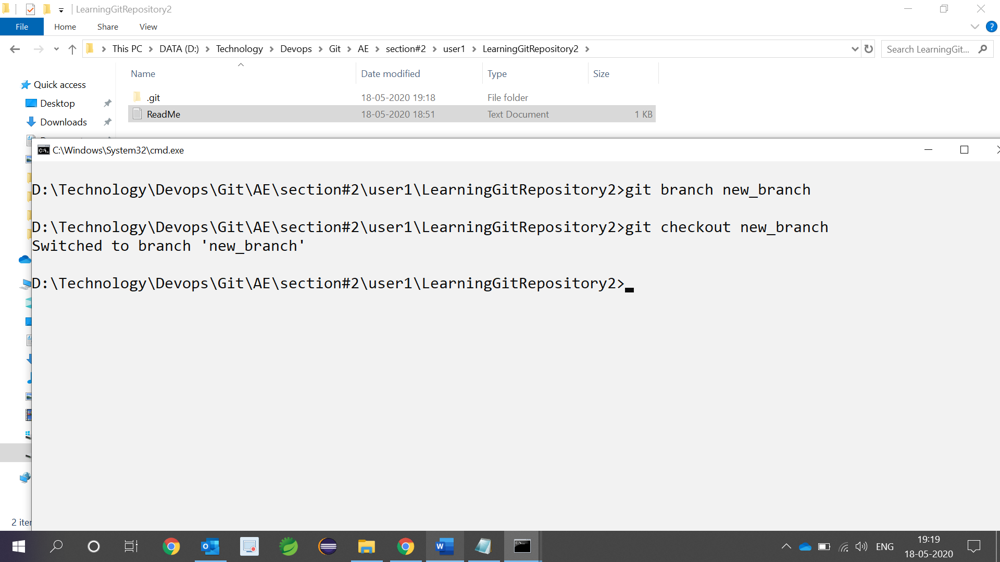 LearningGitRepository2
File Home Share View
This PC DATA (D:) Technology Devops Git AE section#2 user1 LearningGitRepository2
Search LearningGit...
Name Date modified Type Size
Quick access
.git 18-05-2020 19:18 File folder
Desktop
ReadMe 18-05-2020 18:51 Text Document 1 KB
Downloads
C:\Windows\System32\cmd.exe
D:\Technology\Devops\Git\AE\section#2\user1\LearningGitRepository2>git branch new_branch
D:\Technology\Devops\Git\AE\section#2\user1\LearningGitRepository2>git checkout new_branch
Switched to branch 'new_branch'
D:\Technology\Devops\Git\AE\section#2\user1\LearningGitRepository2>
2 iter
ENG
19:19
18-05-2020